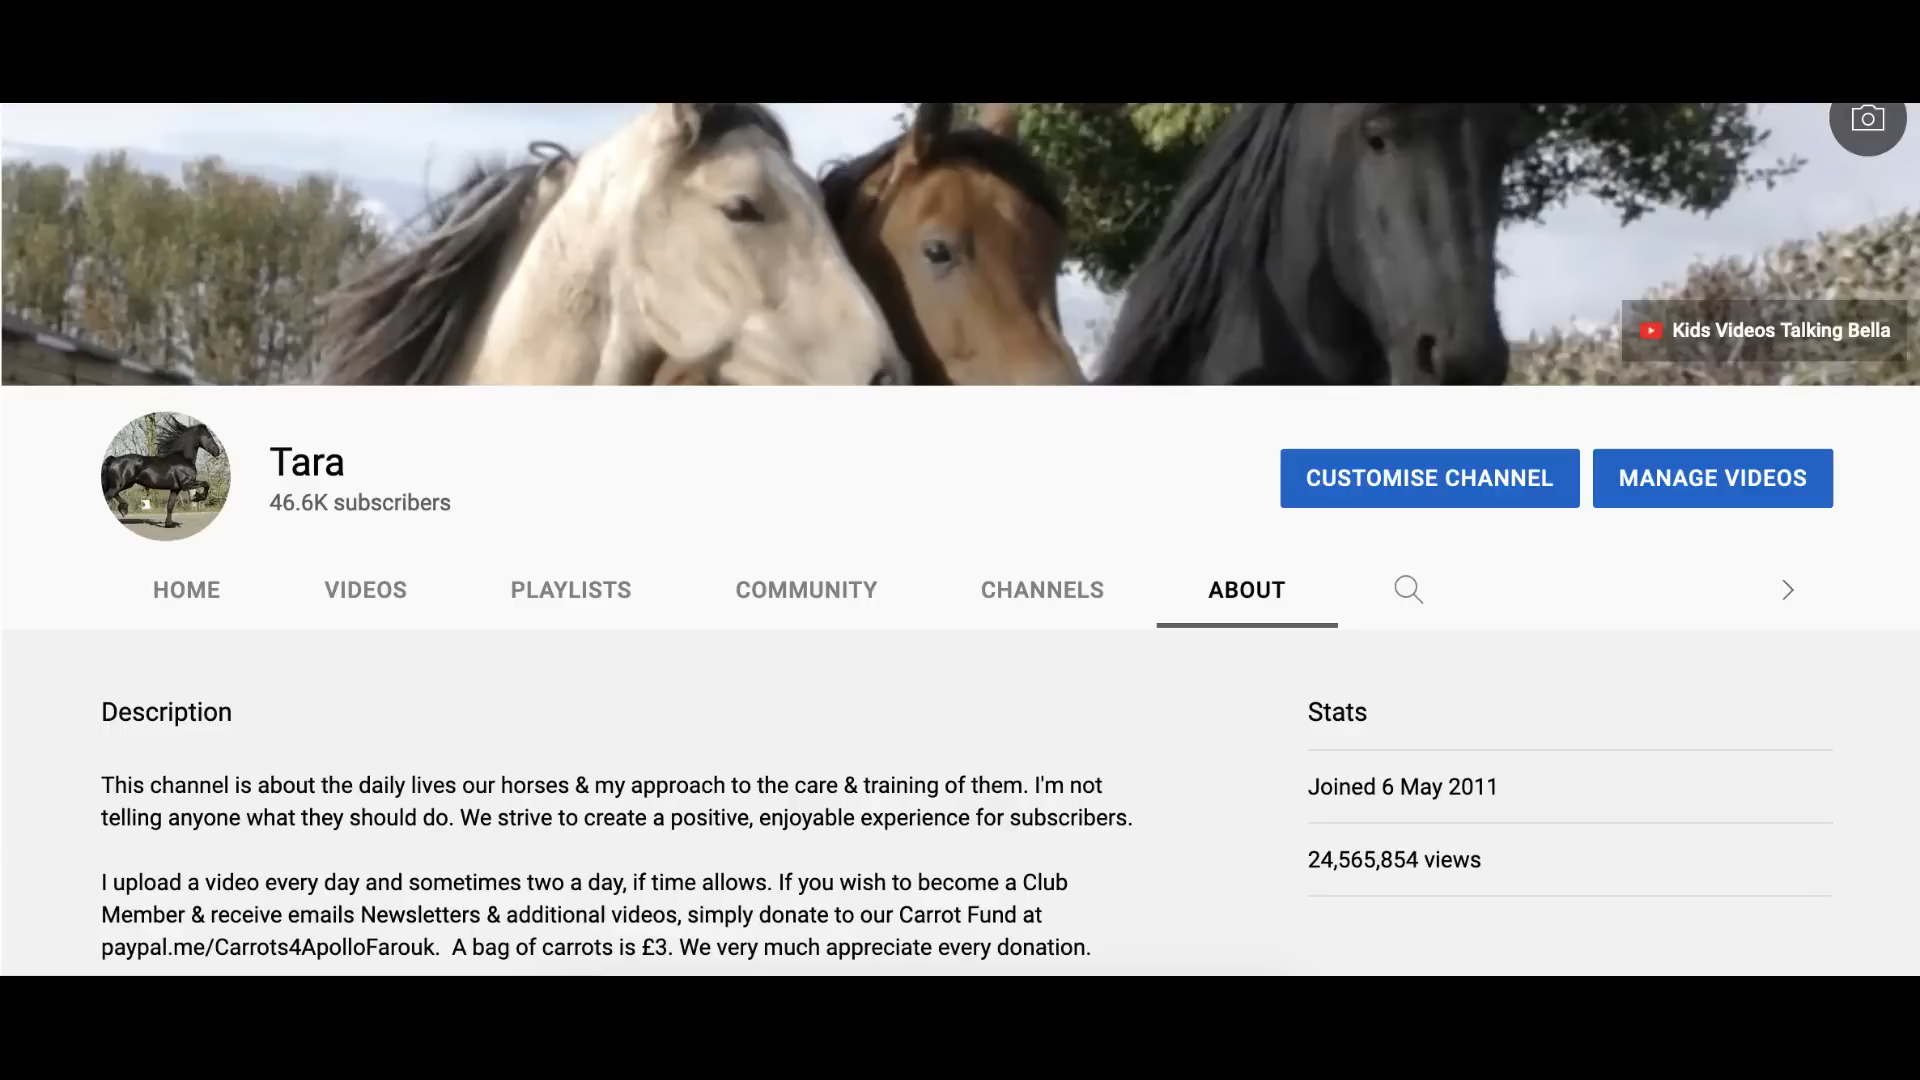 Kids Videos Talking Bella
Tara
46.6K subscribers
CUSTOMISE CHANNEL
MANAGE VIDEOS
HOME
VIDEOS
PLAYLISTS
COMMUNITY
CHANNELS
ABOUT
Description
This channel is about the daily lives our horses & my approach to the care & training of them. I'm not
telling anyone what they should do. We strive to create a positive, enjoyable experience for subscribers.
I upload a video every day and sometimes two a day, if time allows. If you wish to become a Club
Member & receive emails Newsletters & additional videos, simply donate to our Carrot Fund at
paypal.me/Carrots4ApolloFarouk.  A bag of carrots is £3. We very much appreciate every donation.
Stats
Joined 6 May 2011
24,565,854 views